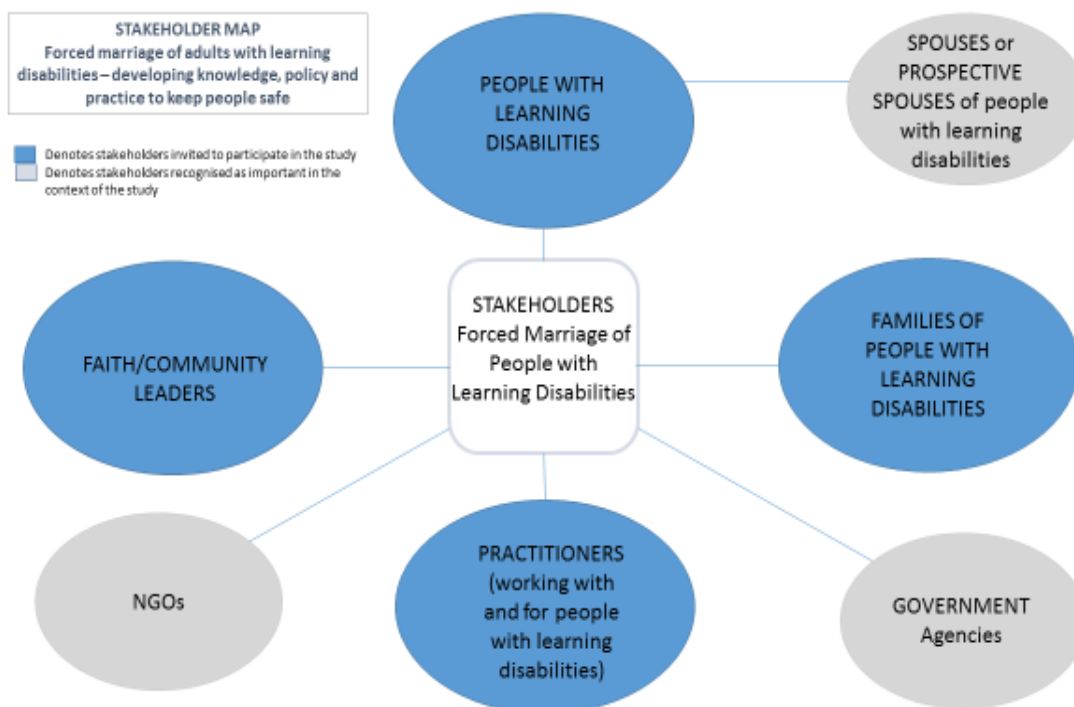 STAKEHOLDER MAP
Forced marriage of adults with learning
disabilities – developing knowledge, policy and
practice to keep people safe
Denotes stakeholders invited to participate in the study
Denotes stakeholders recognised as important in the
context of the study
PEOPLE WITH
LEARNING
DISABILITIES
SPOUSES or
PROSPECTIVE
SPOUSES of people
with learning
disabilities
STAKEHOLDERS
Forced Marriage of
People with
Learning Disabilities
FAITH/COMMUNITY
LEADERS
FAMILIES OF
PEOPLE WITH
LEARNING
DISABILITIES
NGOs
PRACTITIONERS
(working with
and for people
with learning
disabilities)
GOVERNMENT
Agencies